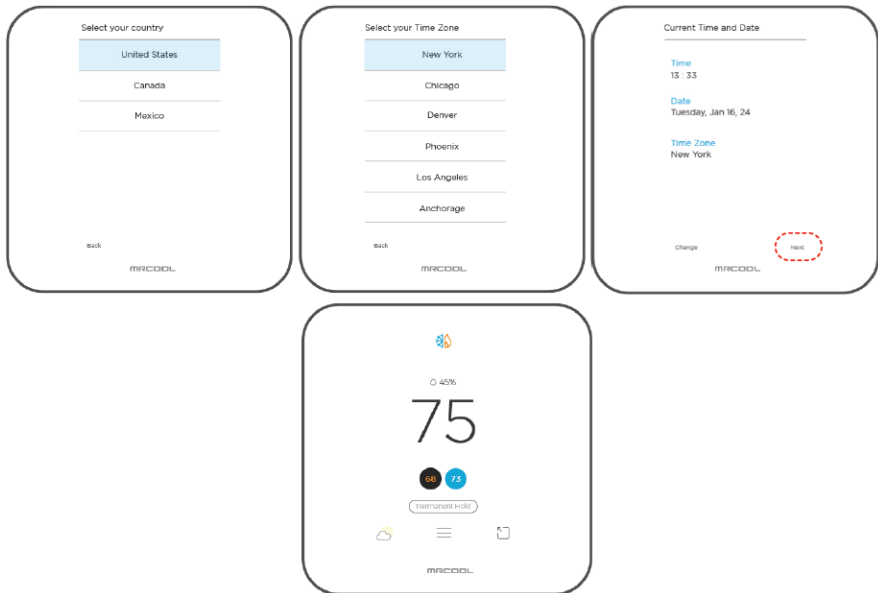 Select your country
United States
Canada
Mexico
Back
MRCOOL
Select your Time Zone
New York
Chicago
Denver
Phoenix
Los Angeles
Anchorage
Back
MRCOOL
Current Time and Date
Time
13 : 33
Date
Tuesday, Jan 16, 24
Time Zone
New York
Change
Next
MRCOOL
45%
75
68 73
Permanent Hold
MRCOOL